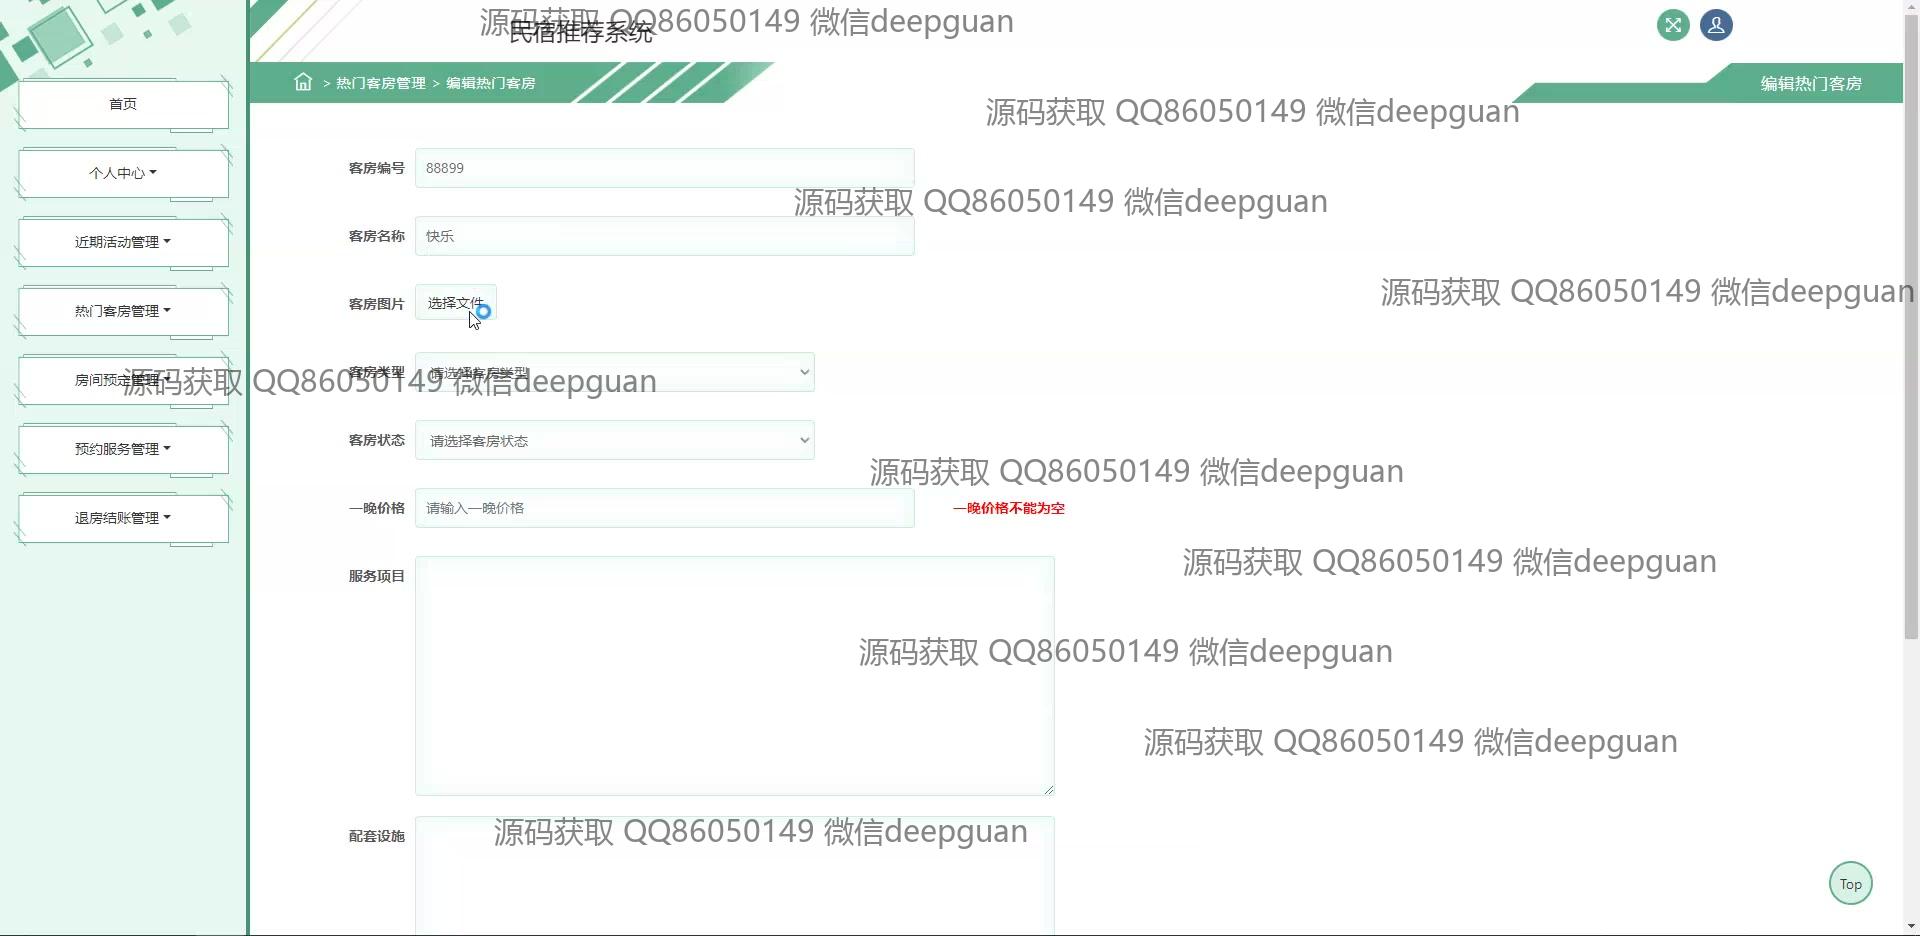 源码获取 QQ86050149 微信deepguan
民宿推荐系统
> 热门客房管理 > 编辑热门客房
编辑热门客房
首页
个人中心
近期活动管理
热门客房管理
房间预定管理
预约服务管理
退房结账管理
源码获取 QQ86050149 微信deepguan
客房编号 88899
源码获取 QQ86050149 微信deepguan
客房名称 快乐
源码获取 QQ86050149 微信deepguan
客房图片 选择文件
客房类型 请选择客房类型
源码获取 QQ86050149 微信deepguan
客房状态 请选择客房状态
源码获取 QQ86050149 微信deepguan
一晚价格 请输入一晚价格 一晚价格不能为空
源码获取 QQ86050149 微信deepguan
服务项目
源码获取 QQ86050149 微信deepguan
源码获取 QQ86050149 微信deepguan
配套设施
源码获取 QQ86050149 微信deepguan
Top